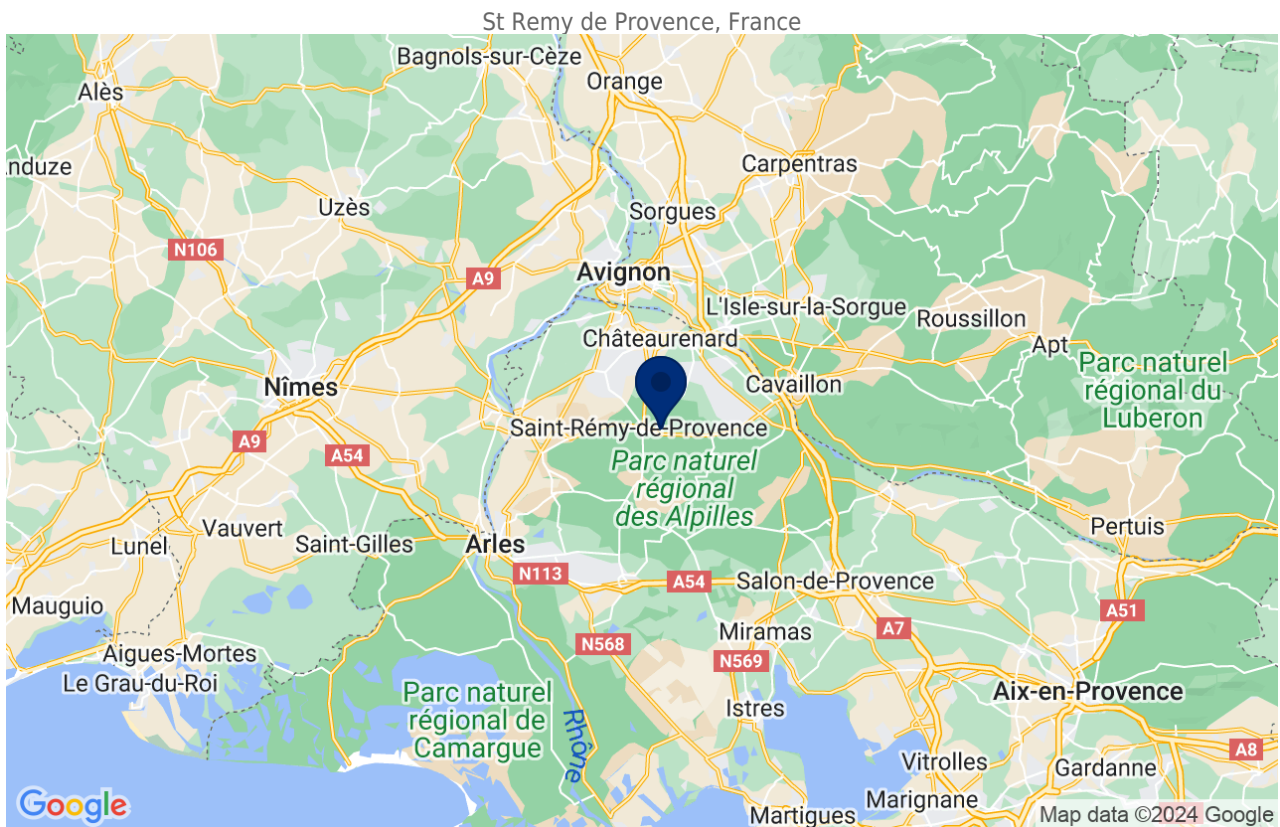 St Remy de Provence, France
Bagnols-sur-Cèze
Orange
Alès
Carpentras
nduze
Uzès
Sorgues
N106
Avignon
A9
L'Isle-sur-la-Sorgue
Roussillon
Châteaurenard
Apt
Parc naturel
régional du
Luberon
Nîmes
Cavaillon
Saint-Rémy-de-Provence
A9
A54
Parc naturel
régional
des Alpilles
Vauvert
Pertuis
Lunel
Saint-Gilles
Arles
N113
A54
Salon-de-Provence
Mauguio
A51
Miramas
A7
N568
Aigues-Mortes
N569
Le Grau-du-Roi
Parc naturel
régional de
Camargue
Aix-en-Provence
Istres
Rhône
A8
Vitrolles
Gardanne
Marignane
Google
Martigues
Map data ©2024 Google